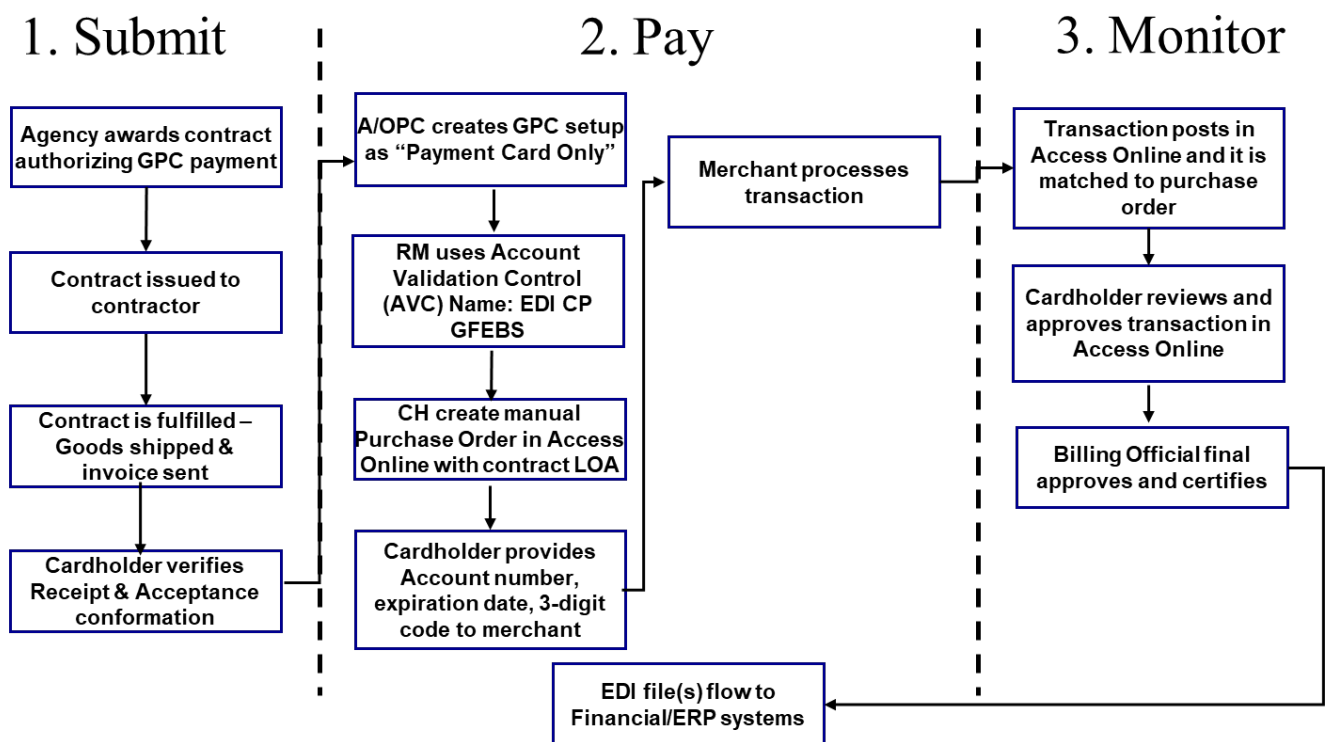 1. Submit
2. Pay
3. Monitor
Agency awards contract
authorizing GPC payment
Contract issued to
contractor
Contract is fulfilled –
Goods shipped &
invoice sent
Cardholder verifies
Receipt & Acceptance
conformation
A/OPC creates GPC setup
as “Payment Card Only”
RM uses Account
Validation Control
(AVC) Name: EDI CP
GFEBS
CH create manual
Purchase Order in Access
Online with contract LOA
Cardholder provides
Account number,
expiration date, 3-digit
code to merchant
Merchant processes
transaction
Transaction posts in
Access Online and it is
matched to purchase
order
Cardholder reviews and
approves transaction in
Access Online
Billing Official final
approves and certifies
EDI file(s) flow to
Financial/ERP systems